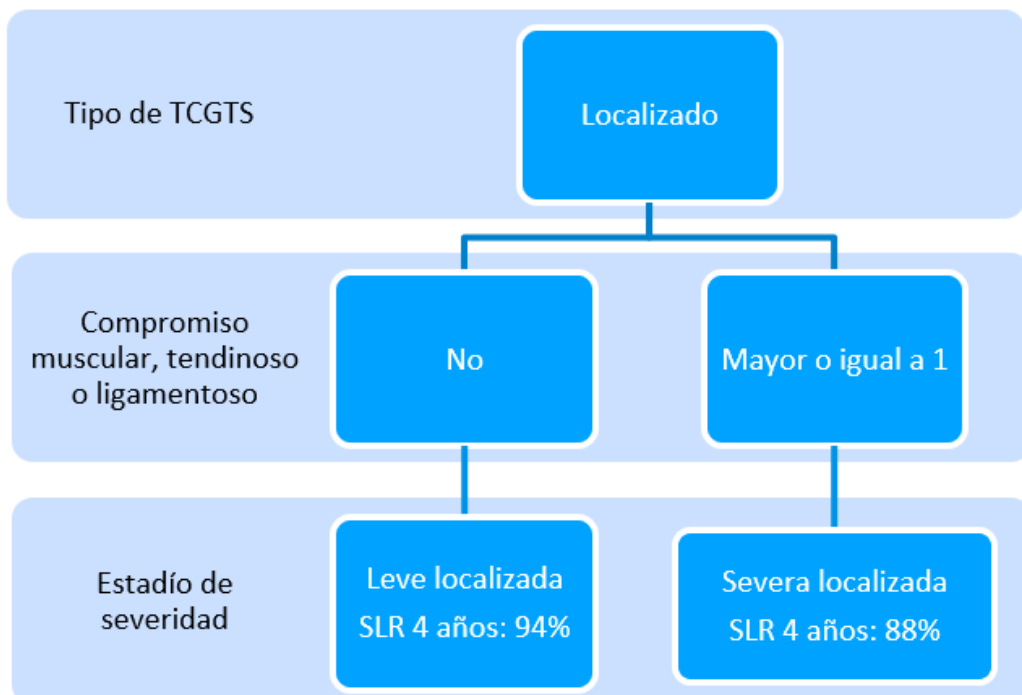 Tipo de TCGTS
Localizado
Compromiso
muscular, tendinoso
o ligamentoso
No
Mayor o igual a 1
Estadío de
severidad
Leve localizada
SLR 4 años: 94%
Severa localizada
SLR 4 años: 88%